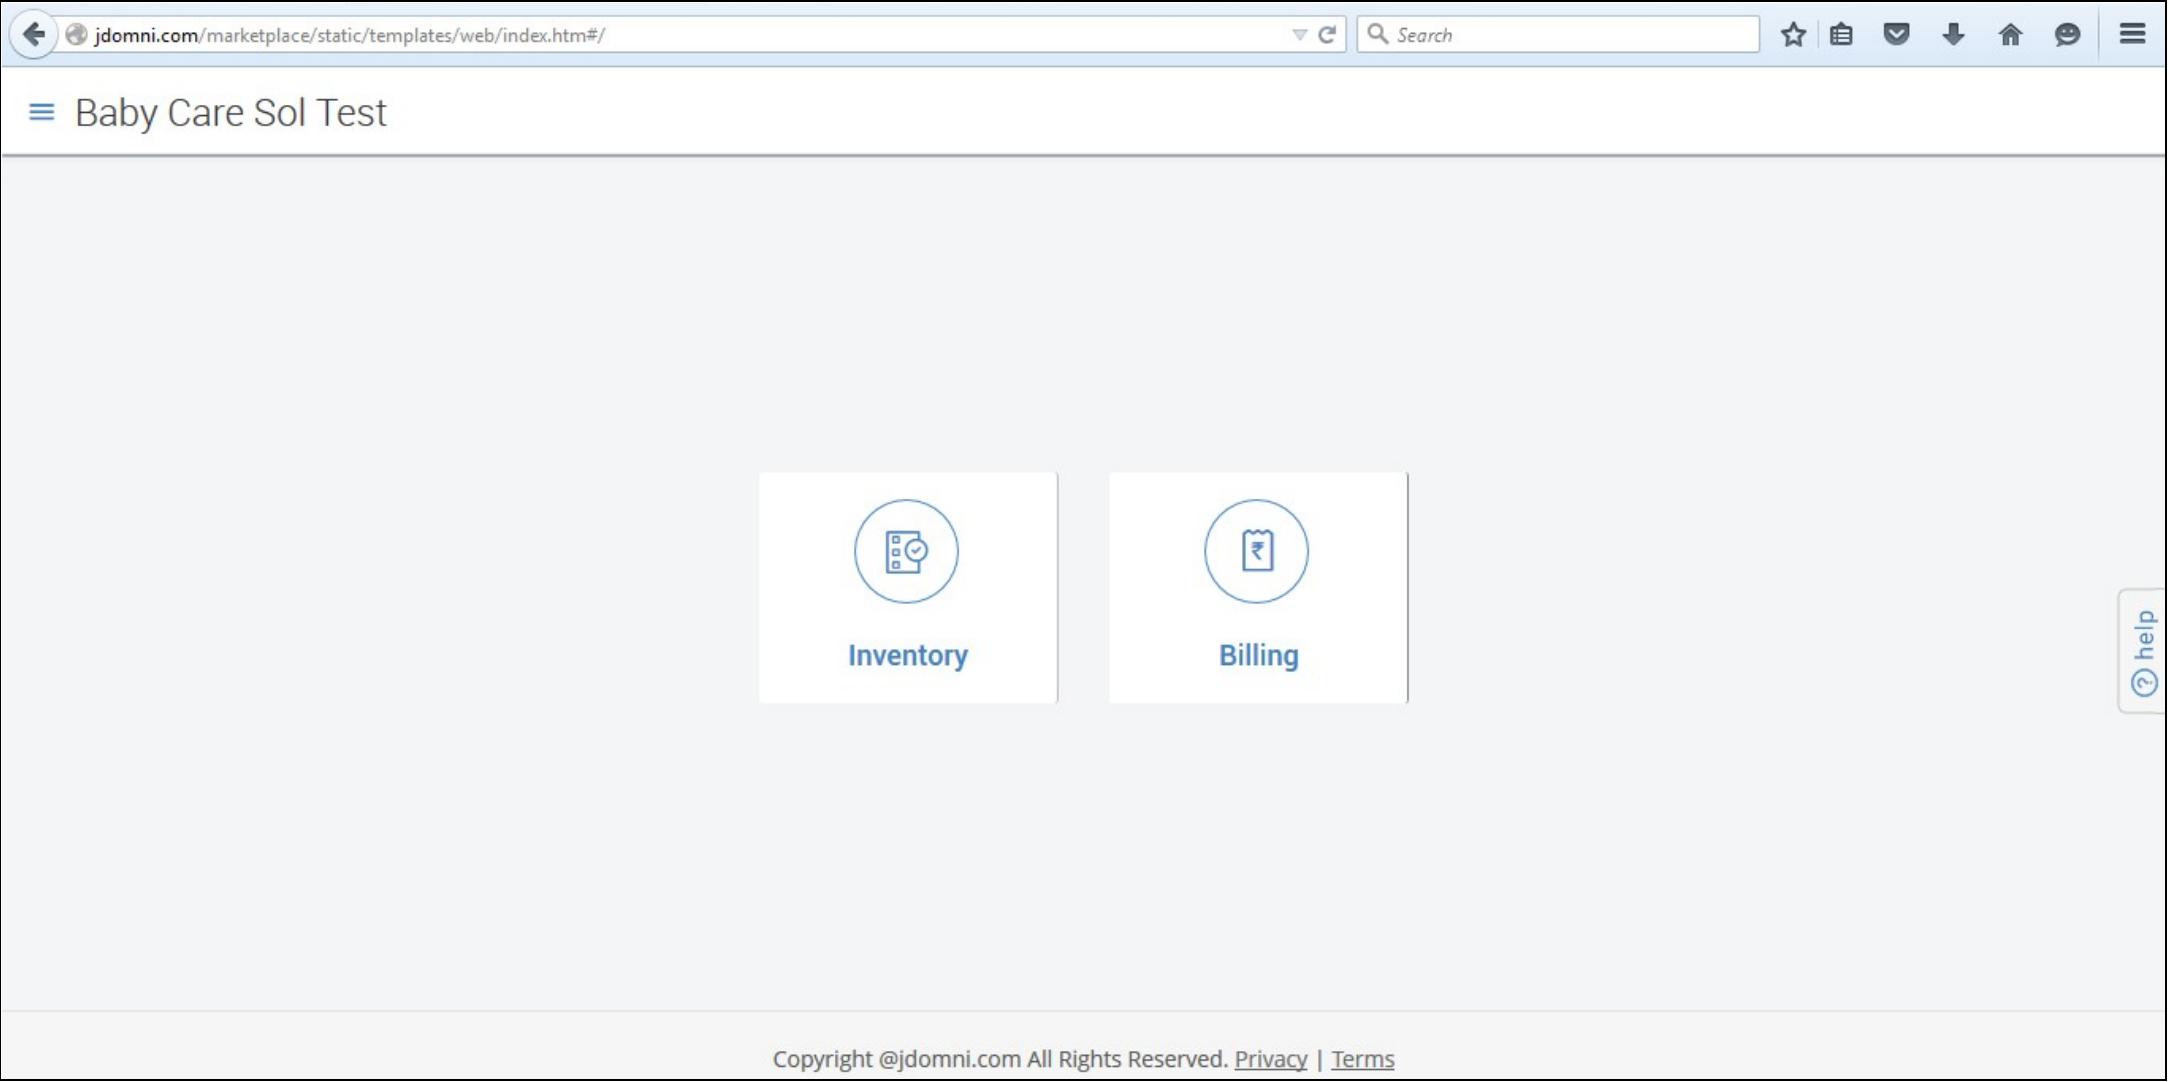 jdomni.com/marketplace/static/templates/web/index.htm#/
Search
Baby Care Sol Test
₹
Inventory
Billing
? help
Copyright @jdomni.com All Rights Reserved. Privacy | Terms